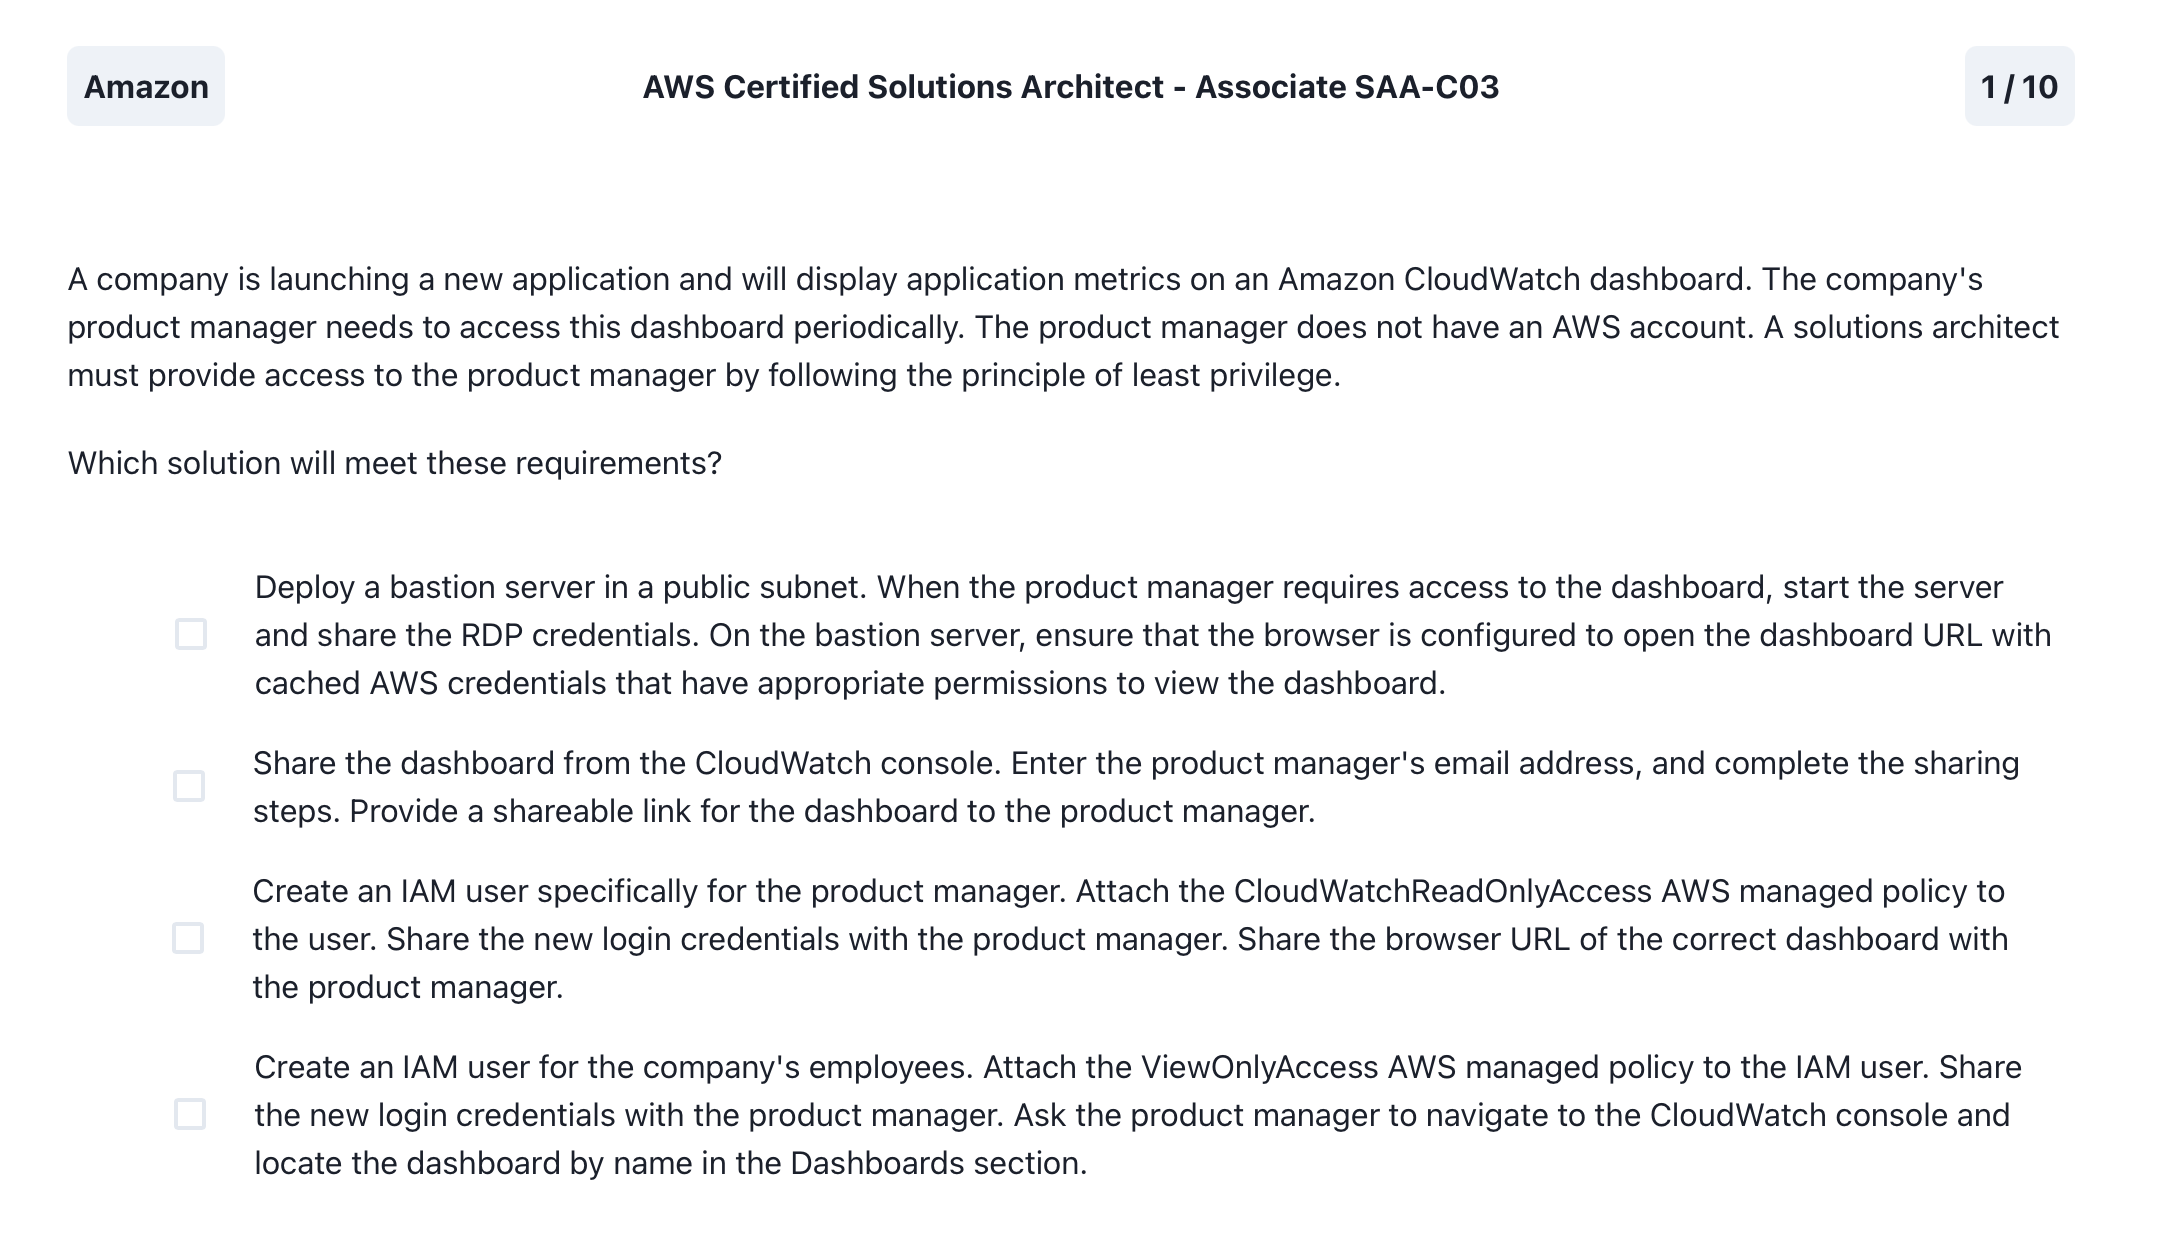 Amazon
AWS Certified Solutions Architect - Associate SAA-C03
1 / 10
A company is launching a new application and will display application metrics on an Amazon CloudWatch dashboard. The company's
product manager needs to access this dashboard periodically. The product manager does not have an AWS account. A solutions architect
must provide access to the product manager by following the principle of least privilege.
Which solution will meet these requirements?
Deploy a bastion server in a public subnet. When the product manager requires access to the dashboard, start the server
and share the RDP credentials. On the bastion server, ensure that the browser is configured to open the dashboard URL with
cached AWS credentials that have appropriate permissions to view the dashboard.
Share the dashboard from the CloudWatch console. Enter the product manager's email address, and complete the sharing
steps. Provide a shareable link for the dashboard to the product manager.
Create an IAM user specifically for the product manager. Attach the CloudWatchReadOnlyAccess AWS managed policy to
the user. Share the new login credentials with the product manager. Share the browser URL of the correct dashboard with
the product manager.
Create an IAM user for the company's employees. Attach the ViewOnlyAccess AWS managed policy to the IAM user. Share
the new login credentials with the product manager. Ask the product manager to navigate to the CloudWatch console and
locate the dashboard by name in the Dashboards section.